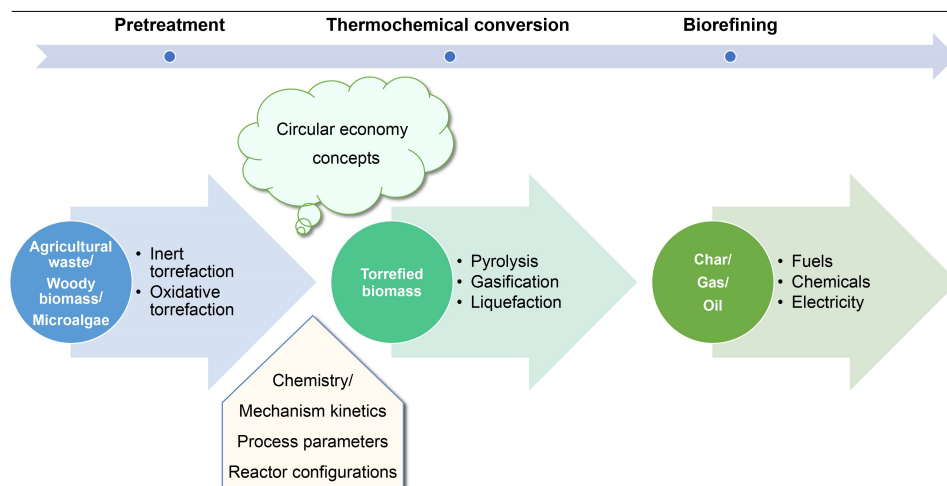 Pretreatment
Thermochemical conversion
Biorefining
Circular economy
concepts
Agricultural
waste/
Woody
biomass/
Microalgae
• Inert
torrefaction
• Oxidative
torrefaction
Torrefied
biomass
• Pyrolysis
• Gasification
• Liquefaction
Char/
Gas/
Oil
• Fuels
• Chemicals
• Electricity
Chemistry/
Mechanism kinetics
Process parameters
Reactor configurations